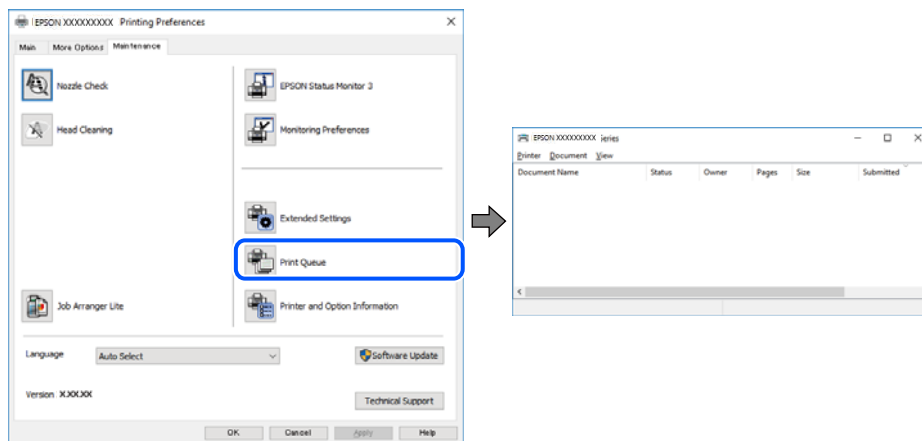 EPSON XXXXXXXXX Printing Preferences
Main More Options Maintenance
Nozzle Check
EPSON Status Monitor 3
Head Cleaning
Monitoring Preferences
Extended Settings
Print Queue
Job Arranger Lite
Printer and Option Information
Language Auto Select
Software Update
Version X.XX.XX
Technical Support
OK Cancel Apply Help
EPSON XXXXXXXXX ieries
Printer Document View
Document Name Status Owner Pages Size Submitted